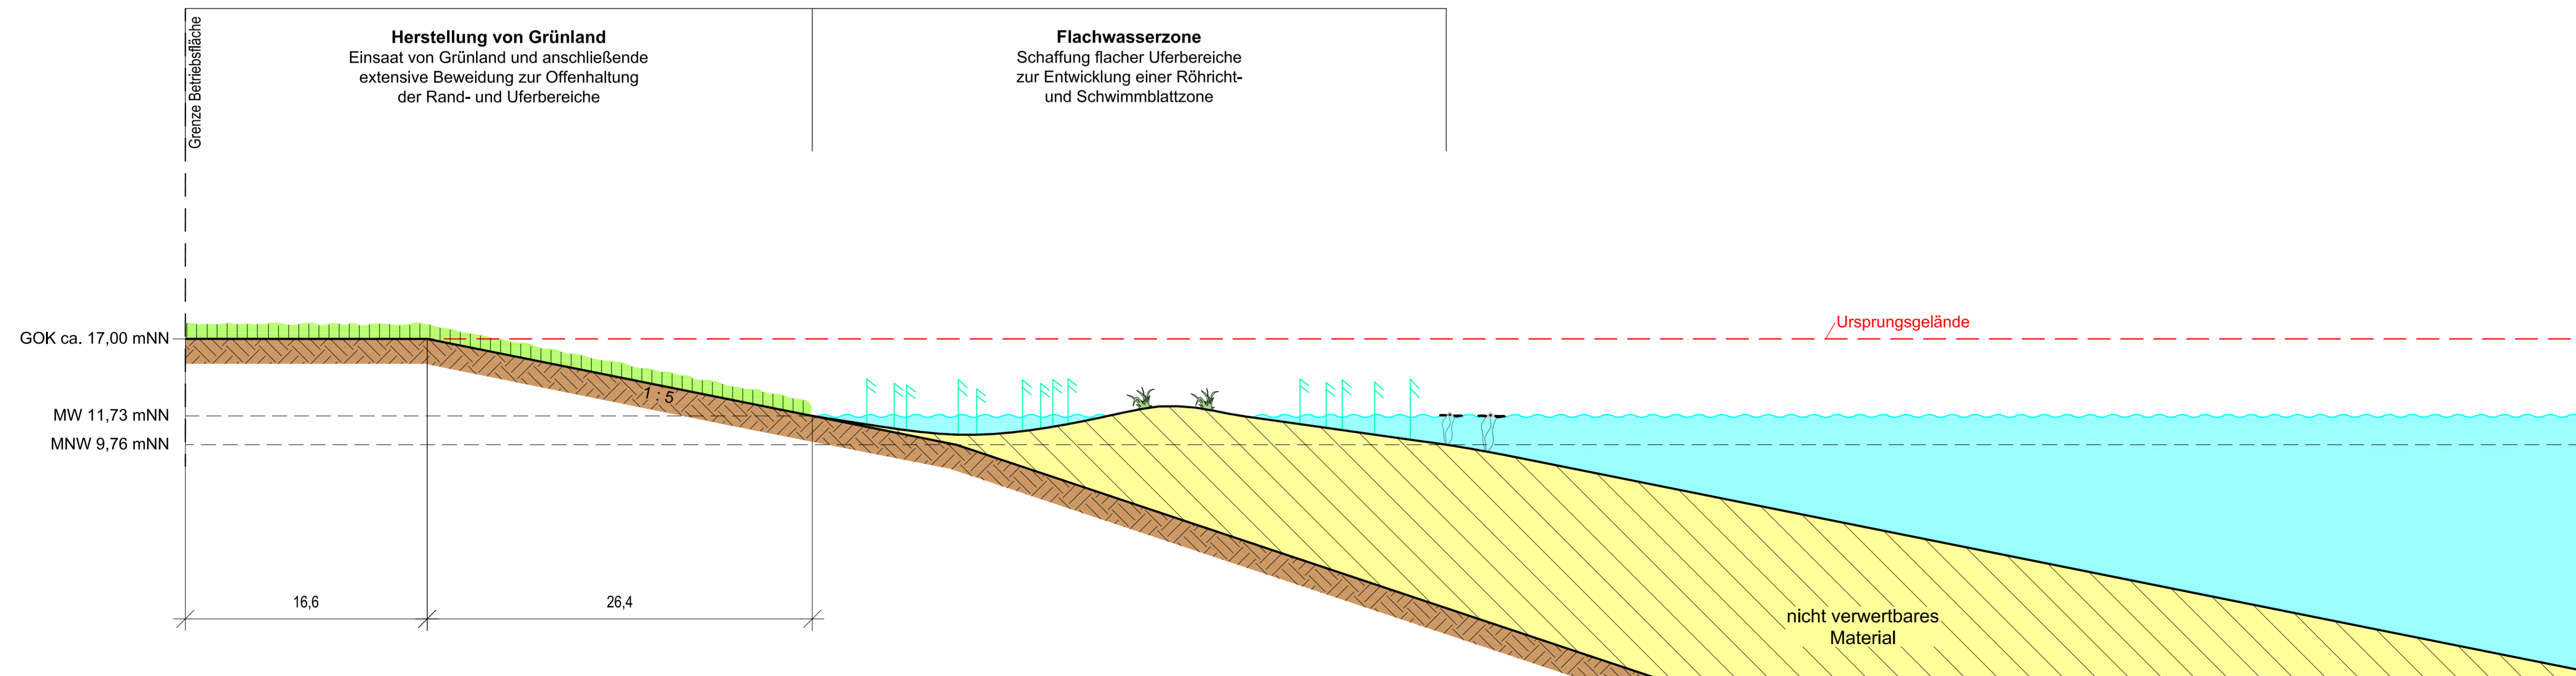 Grenze Betriebsfläche
Herstellung von Grünland
Einsaat von Grünland und anschließende
extensive Beweidung zur Offenhaltung
der Rand- und Uferbereiche
Flachwasserzone
Schaffung flacher Uferbereiche
zur Entwicklung einer Röhricht-
und Schwimmblattzone
Ursprungsgelände
GOK ca. 17,00 mNN
1 : 5
MW 11,73 mNN
MNW 9,76 mNN
16,6
26,4
nicht verwertbares
Material